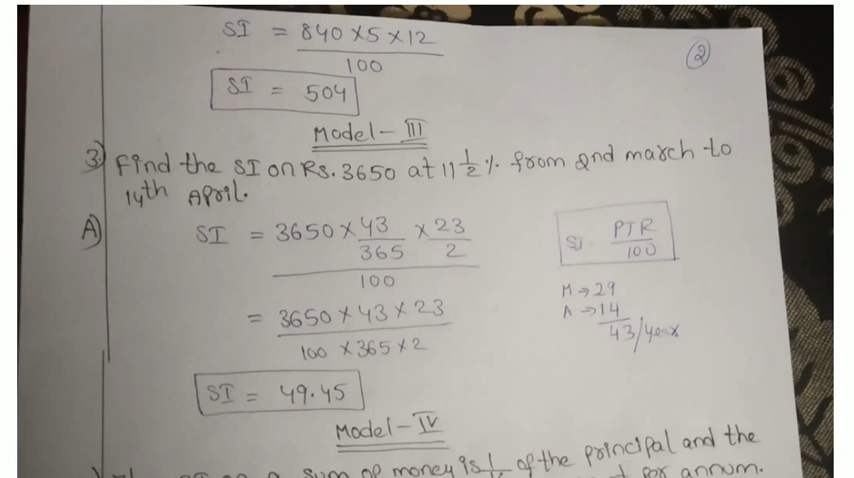 SI = 840 × 5 × 12
100
②
SI = 504
Model - III
3) Find the SI on Rs. 3650 at 11 1/2 % from 2nd march to
14th April.
A) SI = 3650 × 43/365 × 23/2
100
SI PTR/100
= 3650 × 43 × 23
100 × 365 × 2
M → 29
A → 14
43/year
SI = 49.45
Model - IV
sum of money is of the principal and the
per annum.